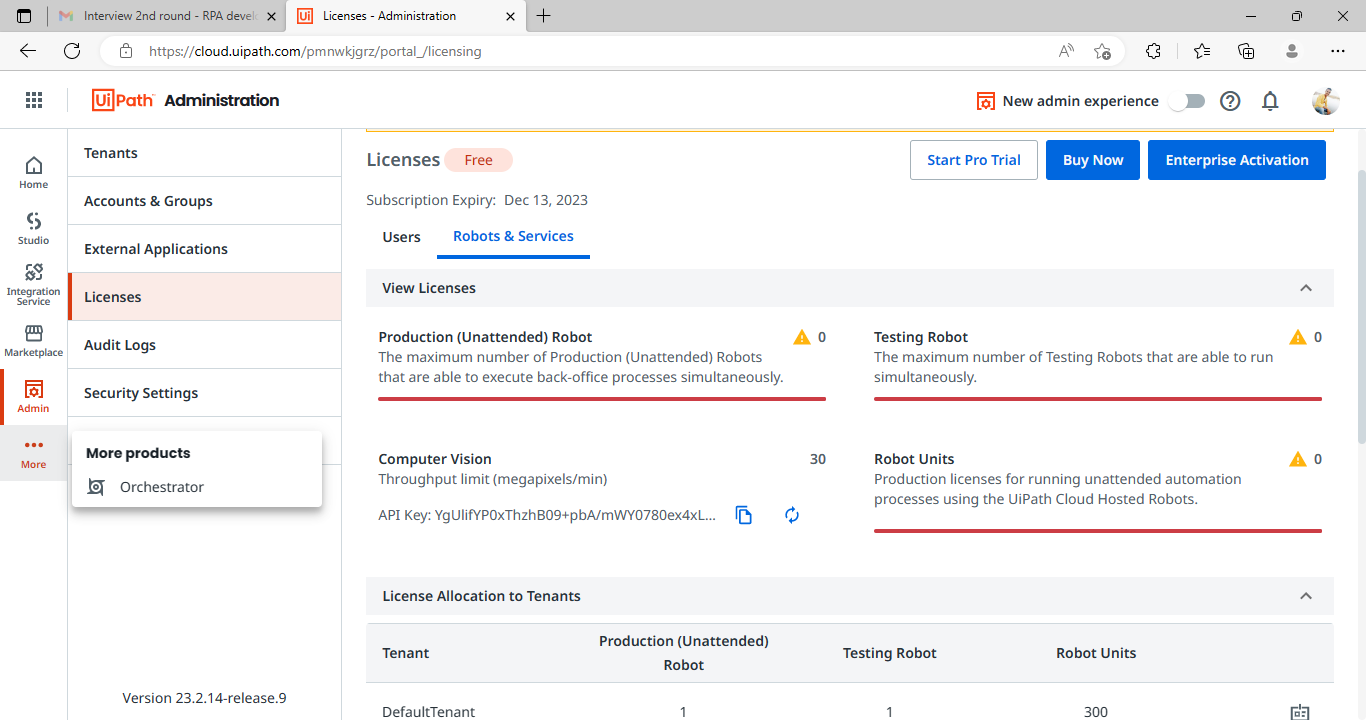 Interview 2nd round - RPA devel
Licenses - Administration
https://cloud.uipath.com/pmnwkjgrz/portal_/licensing
UiPath Administration
New admin experience
Home
Studio
Integration
Service
Marketplace
Admin
More
Tenants
Accounts & Groups
External Applications
Licenses
Audit Logs
Security Settings
More products
Orchestrator
Version 23.2.14-release.9
Licenses Free
Start Pro Trial
Buy Now
Enterprise Activation
Subscription Expiry: Dec 13, 2023
Users
Robots & Services
View Licenses
Production (Unattended) Robot 0
The maximum number of Production (Unattended) Robots
that are able to execute back-office processes simultaneously.
Testing Robot 0
The maximum number of Testing Robots that are able to run
simultaneously.
Computer Vision 30
Throughput limit (megapixels/min)
API Key: YgUlifYP0xThzhB09+pbA/mWY0780ex4xL...
Robot Units 0
Production licenses for running unattended automation
processes using the UiPath Cloud Hosted Robots.
License Allocation to Tenants
Tenant
Production (Unattended)
Robot
Testing Robot
Robot Units
DefaultTenant 1 1 300